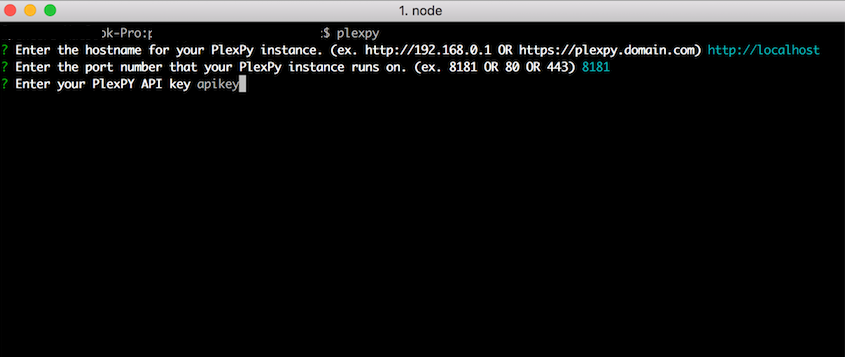 1. node
ok-Pro:p :$ plexpy
? Enter the hostname for your PlexPy instance. (ex. http://192.168.0.1 OR https://plexpy.domain.com) http://localhost
? Enter the port number that your PlexPy instance runs on. (ex. 8181 OR 80 OR 443) 8181
? Enter your PlexPY API key apikey